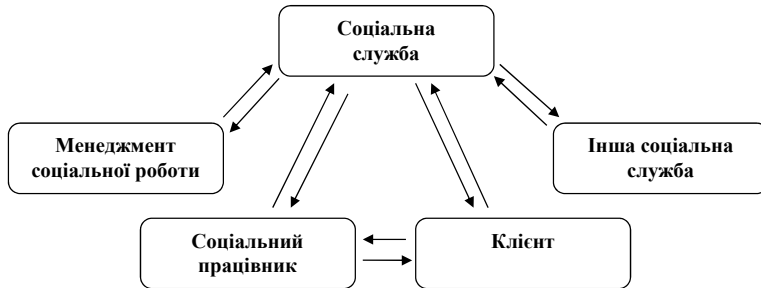 Соціальна
служба
Менеджмент
соціальної роботи
Інша соціальна
служба
Соціальний
працівник
Клієнт